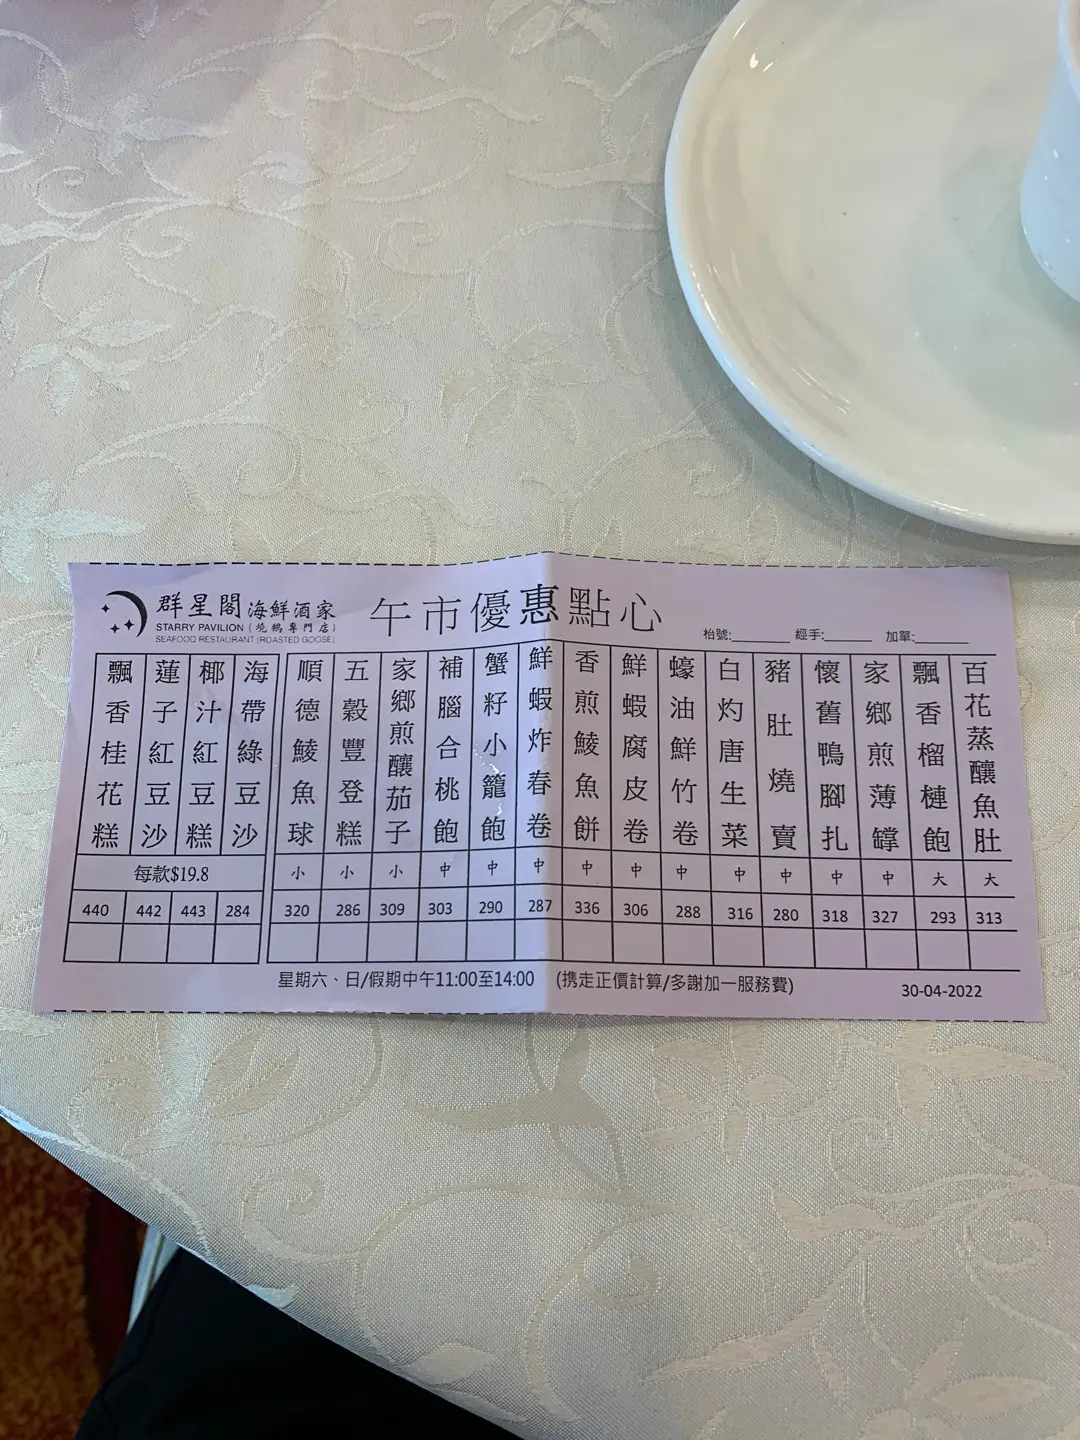 群星閣海鮮酒家
STARRY PAVILION (燒鵝專門店)
SEAFOOD RESTAURANT (ROASTED GOOSE)
午市優惠點心
枱號:________ 經手:_______ 加單:________
百花蒸釀魚肚 大 313
飄香榴槤飽 大 293
家鄉煎薄罉 中 327
懷舊鴨腳扎 中 318
豬肚燒賣 中 280
白灼唐生菜 中 316
蠔油鮮竹卷 中 288
鮮蝦腐皮卷 中 306
香煎鯪魚餅 中 336
鮮蝦炸春卷 中 287
蟹籽小籠飽 中 290
補腦合桃飽 中 303
家鄉煎釀茄子 小 309
五穀豐登糕 小 286
順德鯪魚球 小 320
海帶綠豆沙 284
椰汁紅豆糕 443
蓮子紅豆沙 442
飄香桂花糕 440
每款$19.8
星期六、日/假期中午11:00至14:00 (携走正價計算/多謝加一服務費)
30-04-2022